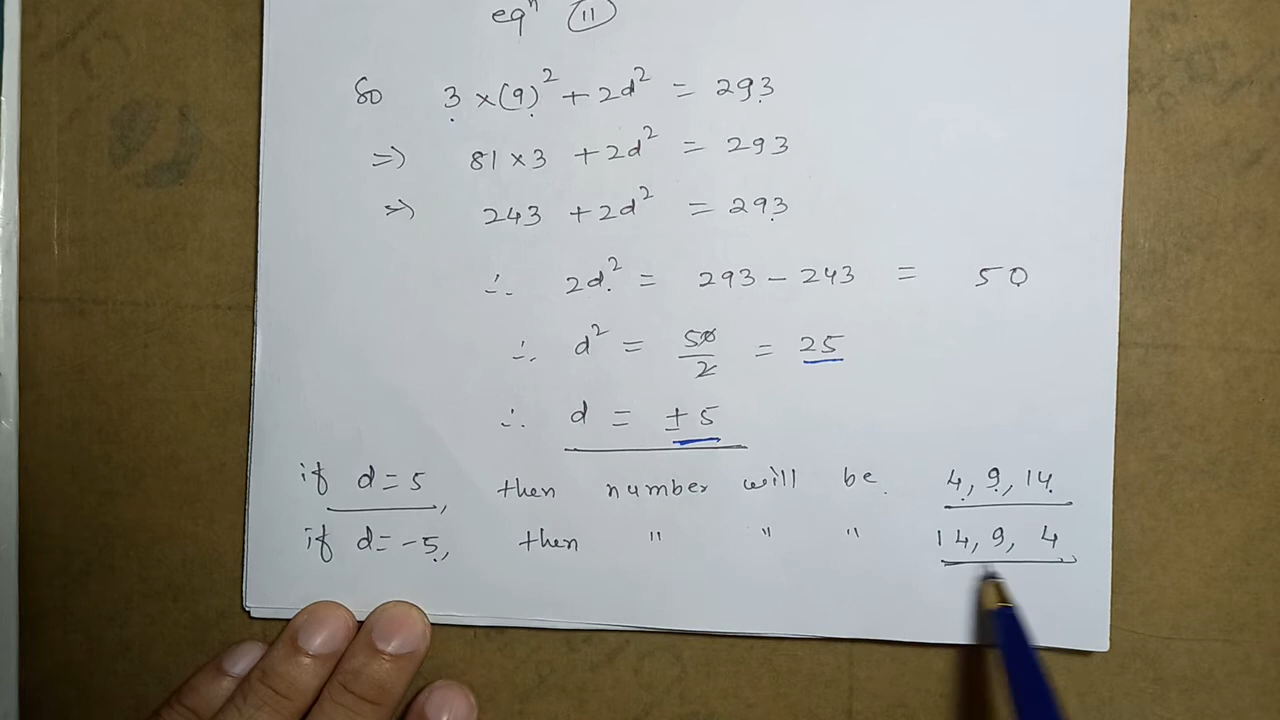 eqⁿ (11)
So 3 × (9)² + 2d² = 293
=> 81 × 3 + 2d² = 293
=> 243 + 2d² = 293
∴ 2d² = 293 − 243 = 50
∴ d² = 50/2 = 25
∴ d = ±5
if d = 5, then number will be. 4, 9, 14
if d = -5, then " " " 14, 9, 4